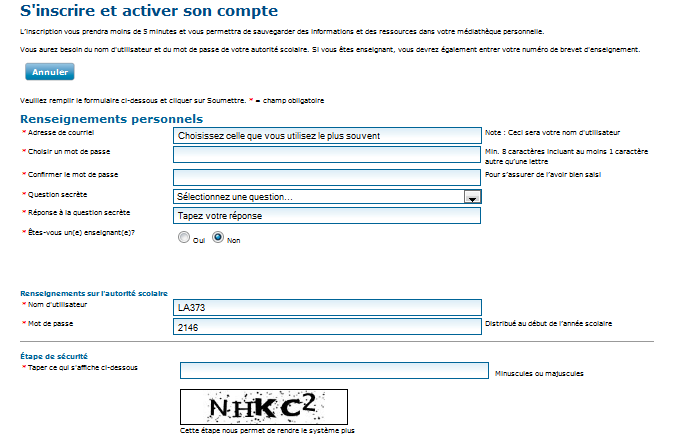 S'inscrire et activer son compte
L'inscription vous prendra moins de 5 minutes et vous permettra de sauvegarder des informations et des ressources dans votre médiathèque personnelle.
Vous aurez besoin du nom d'utilisateur et du mot de passe de votre autorité scolaire. Si vous êtes enseignant, vous devrez également entrer votre numéro de brevet d'enseignement.
Annuler
Veuillez remplir le formulaire ci-dessous et cliquer sur Soumettre. * = champ obligatoire
Renseignements personnels
* Adresse de courriel Choisissez celle que vous utilisez le plus souvent Note : Ceci sera votre nom d'utilisateur
* Choisir un mot de passe Min. 8 caractères incluant au moins 1 caractère
autre qu'une lettre
* Confirmer le mot de passe Pour s'assurer de l'avoir bien saisi
* Question secrète Sélectionnez une question...
* Réponse à la question secrète Tapez votre réponse
* Êtes-vous un(e) enseignant(e)? Oui Non
Renseignements sur l'autorité scolaire
* Nom d'utilisateur LA373
* Mot de passe 2146 Distribué au début de l'année scolaire
Étape de sécurité
* Taper ce qui s'affiche ci-dessous Minuscules ou majuscules
NHKC2
Cette étape nous permet de rendre le système plus